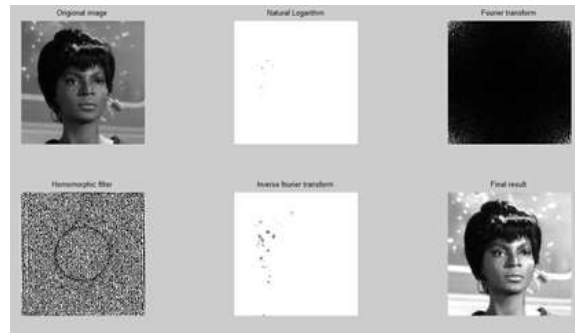 Origional image
Natural Logarithm
Fourier transform
Homomorphic filter
Inverse fourier transform
Final result